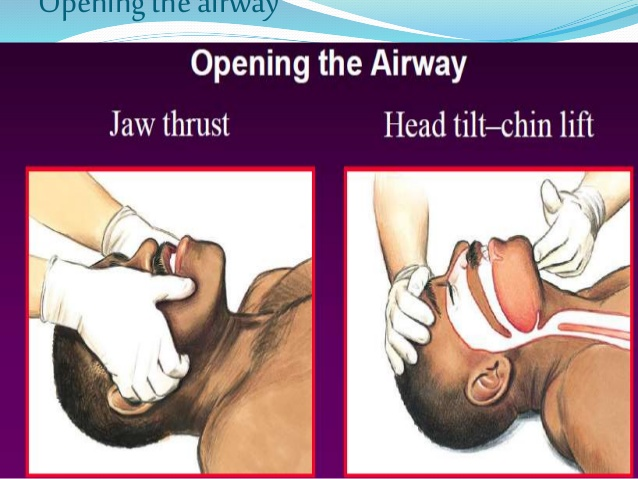 Opening the airway
Opening the Airway
Jaw thrust
Head tilt–chin lift